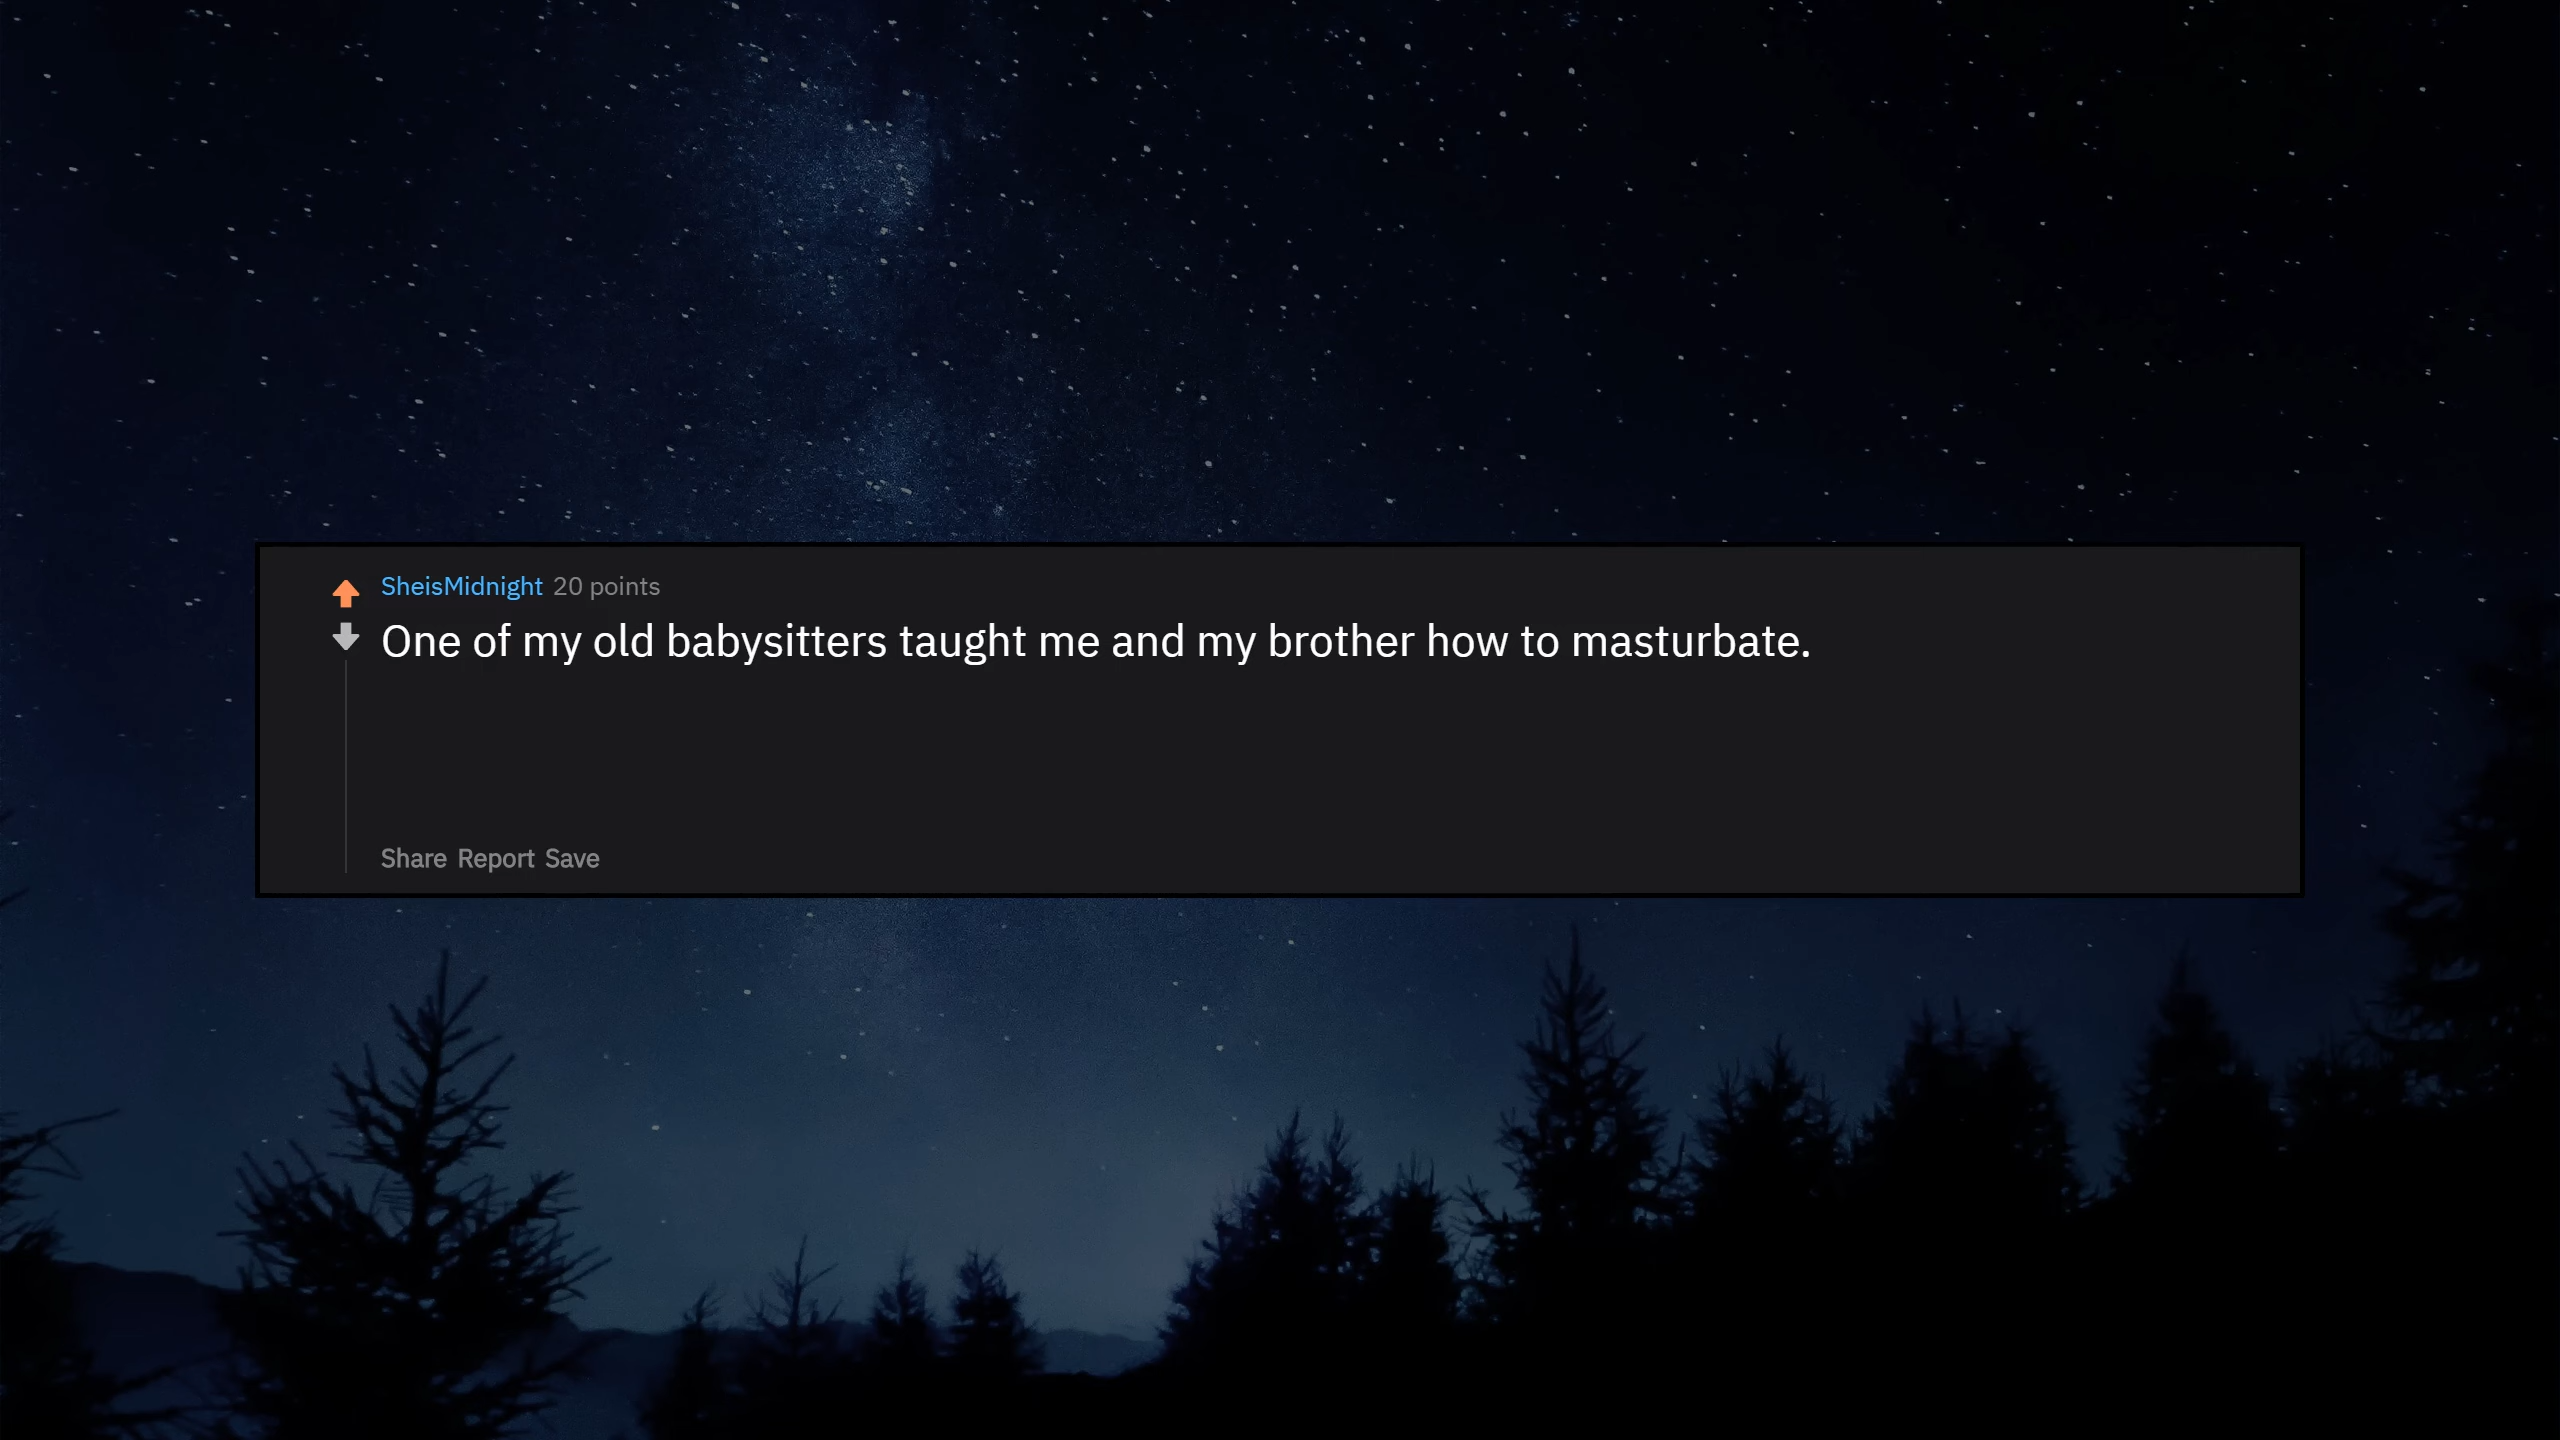 SheisMidnight 20 points
One of my old babysitters taught me and my brother how to masturbate.
Share Report Save